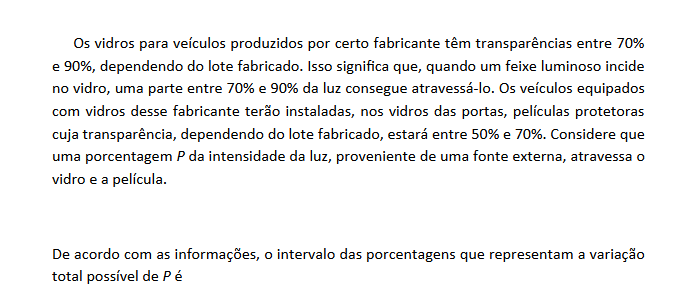 Os vidros para veículos produzidos por certo fabricante têm transparências entre 70%
e 90%, dependendo do lote fabricado. Isso significa que, quando um feixe luminoso incide
no vidro, uma parte entre 70% e 90% da luz consegue atravessá-lo. Os veículos equipados
com vidros desse fabricante terão instaladas, nos vidros das portas, películas protetoras
cuja transparência, dependendo do lote fabricado, estará entre 50% e 70%. Considere que
uma porcentagem P da intensidade da luz, proveniente de uma fonte externa, atravessa o
vidro e a película.
De acordo com as informações, o intervalo das porcentagens que representam a variação
total possível de P é